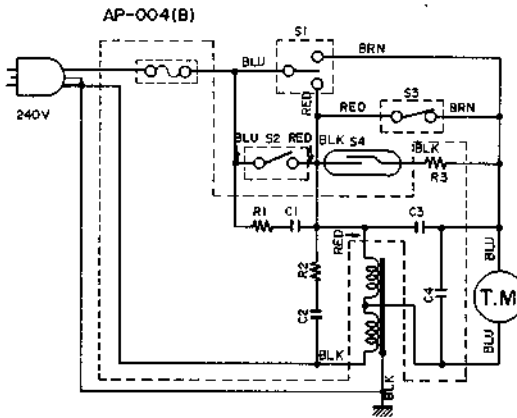 AP-004(B)
S1
BRN
BLU
RED
S3
RED
BRN
240V
BLU
S2
RED
BLK
S4
BLK
R3
R1
C1
C3
RED
BLU
R2
C4
T.M
C2
BLU
BLK
BLK